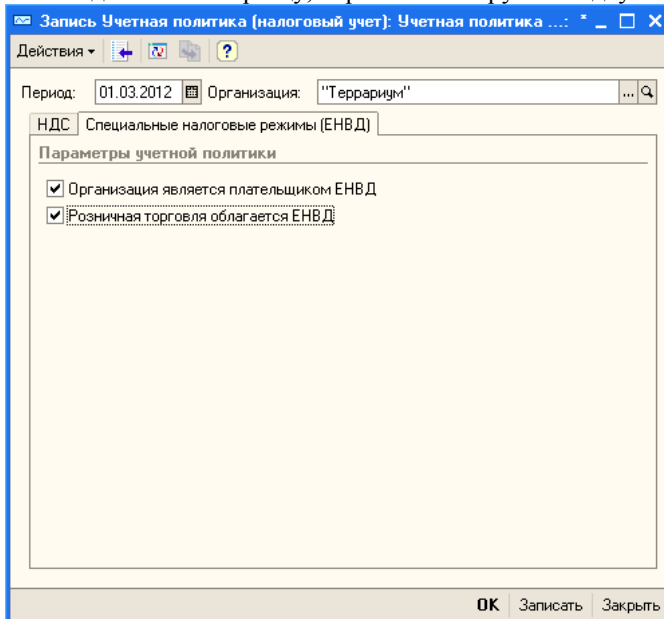 Запись Учетная политика (налоговый учет): Учетная политика ...: *
Действия
Период: 01.03.2012 Организация: "Террариум" ...
НДС Специальные налоговые режимы (ЕНВД)
Параметры учетной политики
Организация является плательщиком ЕНВД
Розничная торговля облагается ЕНВД
OK Записать Закрыть